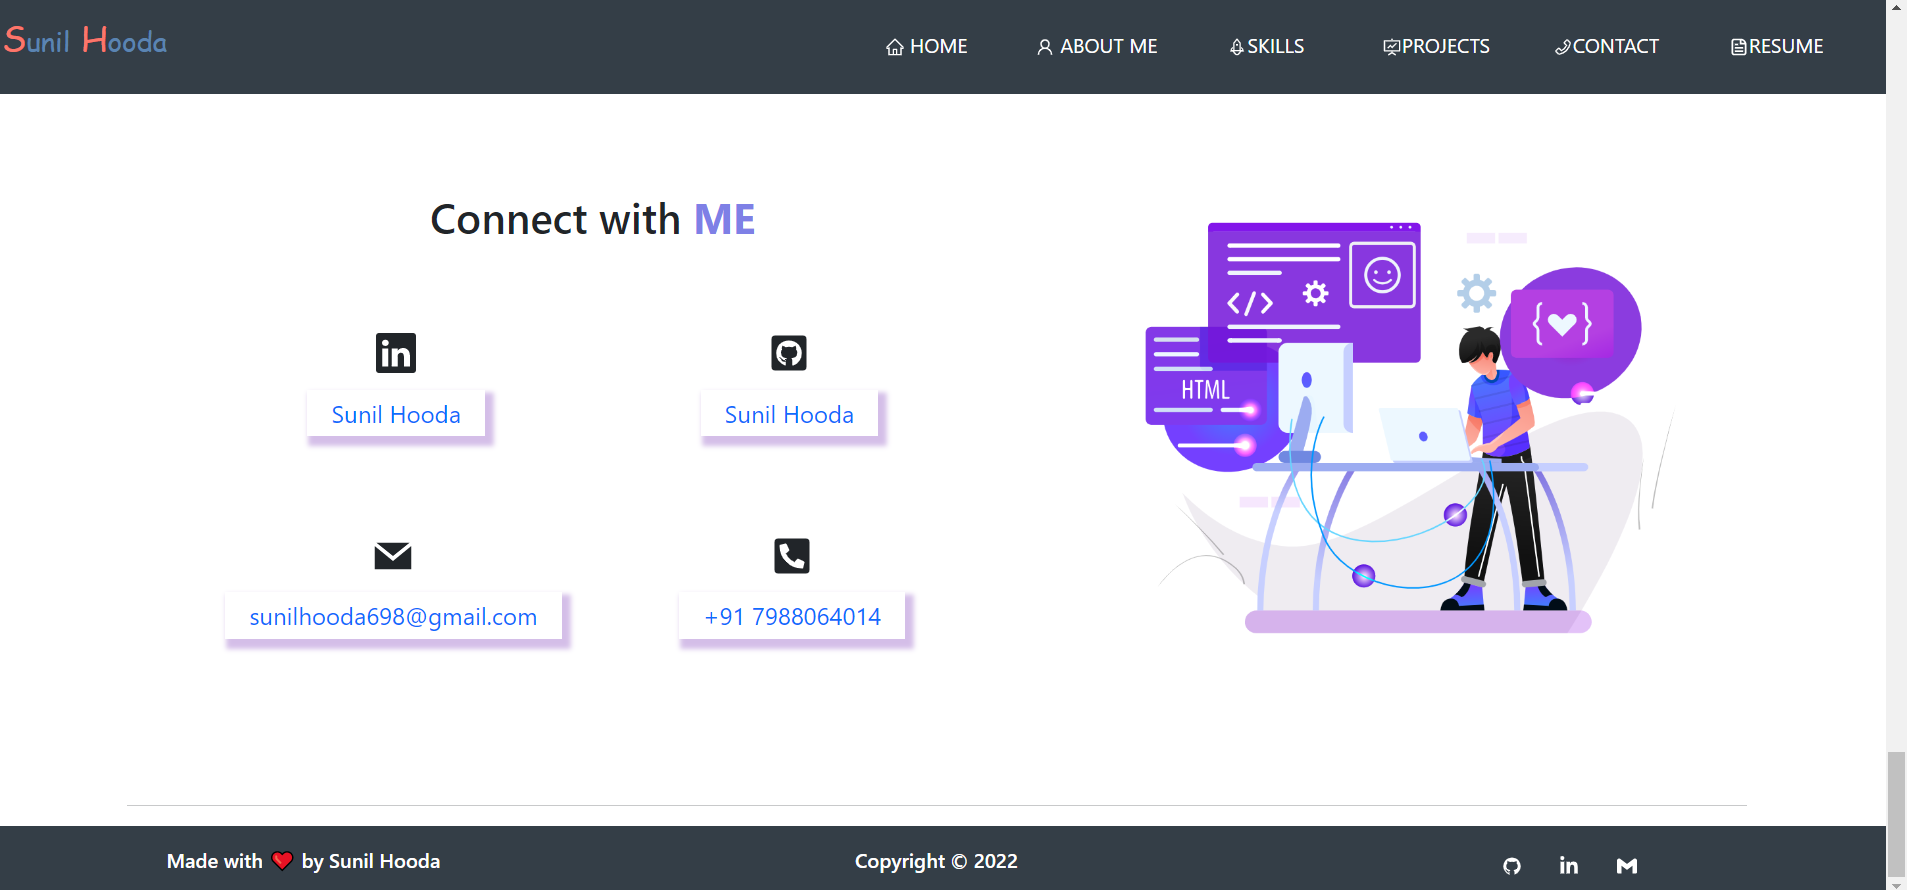 Sunil Hooda
HOME
ABOUT ME
SKILLS
PROJECTS
CONTACT
RESUME
Connect with ME
Sunil Hooda
Sunil Hooda
sunilhooda698@gmail.com
+91 7988064014
</> 
HTML
Made with ❤️ by Sunil Hooda
Copyright © 2022